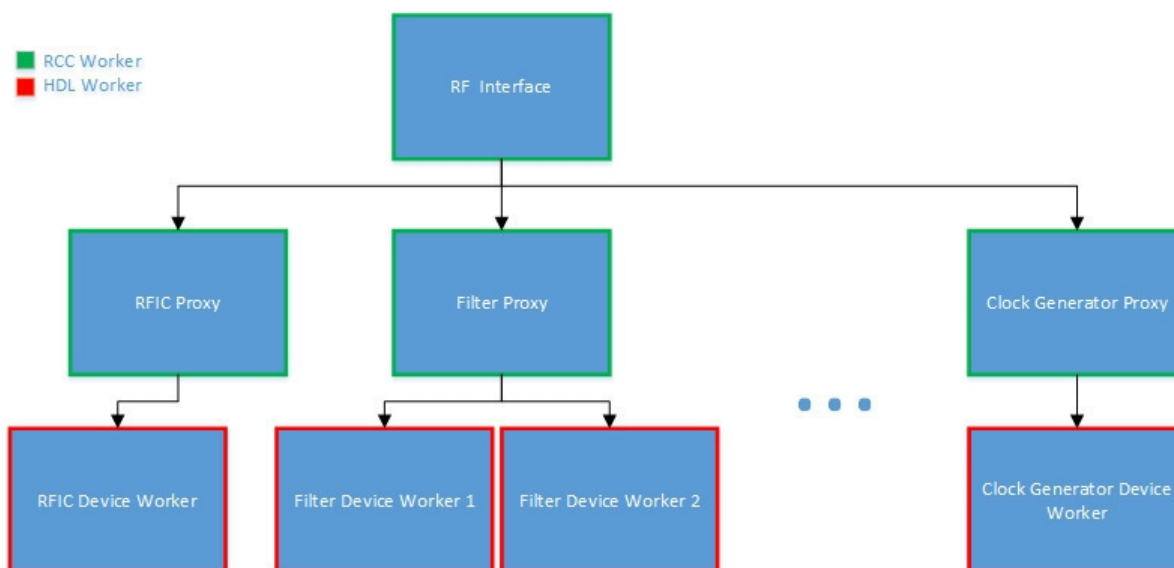 RCC Worker
HDL Worker
RF Interface
RFIC Proxy
Filter Proxy
Clock Generator Proxy
RFIC Device Worker
Filter Device Worker 1
Filter Device Worker 2
Clock Generator Device
Worker